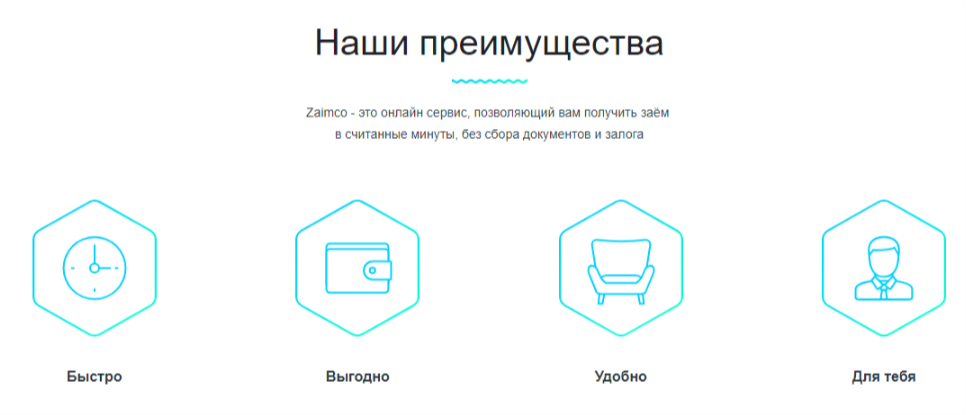 Наши преимущества
Zaimco - это онлайн сервис, позволяющий вам получить заём
в считанные минуты, без сбора документов и залога
Быстро
Выгодно
Удобно
Для тебя